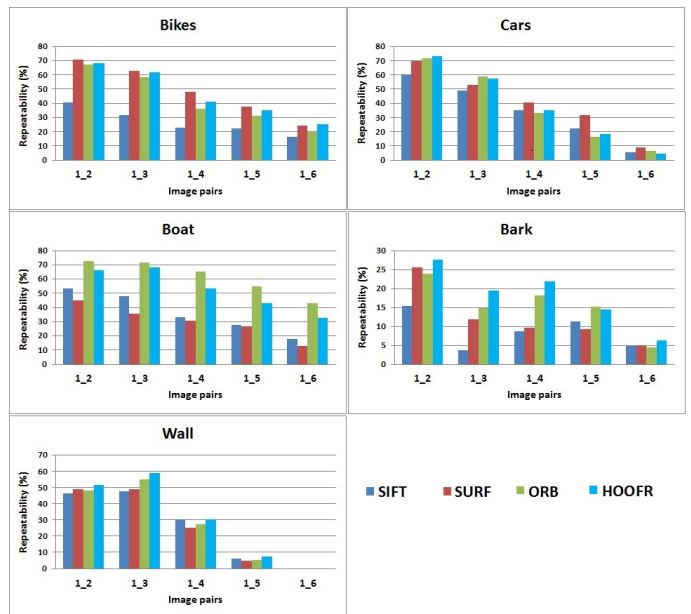 Bikes
Repeatability (%)
80
70
60
50
40
30
20
10
0
1_2 1_3 1_4 1_5 1_6
Image pairs
Cars
Repeatability (%)
80
70
60
50
40
30
20
10
0
1_2 1_3 1_4 1_5 1_6
Image pairs
Boat
Repeatability (%)
80
70
60
50
40
30
20
10
0
1_2 1_3 1_4 1_5 1_6
Image pairs
Bark
Repeatability (%)
30
25
20
15
10
5
0
1_2 1_3 1_4 1_5 1_6
Image pairs
Wall
Repeatability (%)
70
60
50
40
30
20
10
0
1_2 1_3 1_4 1_5 1_6
Image pairs
SIFT SURF ORB HOOFR